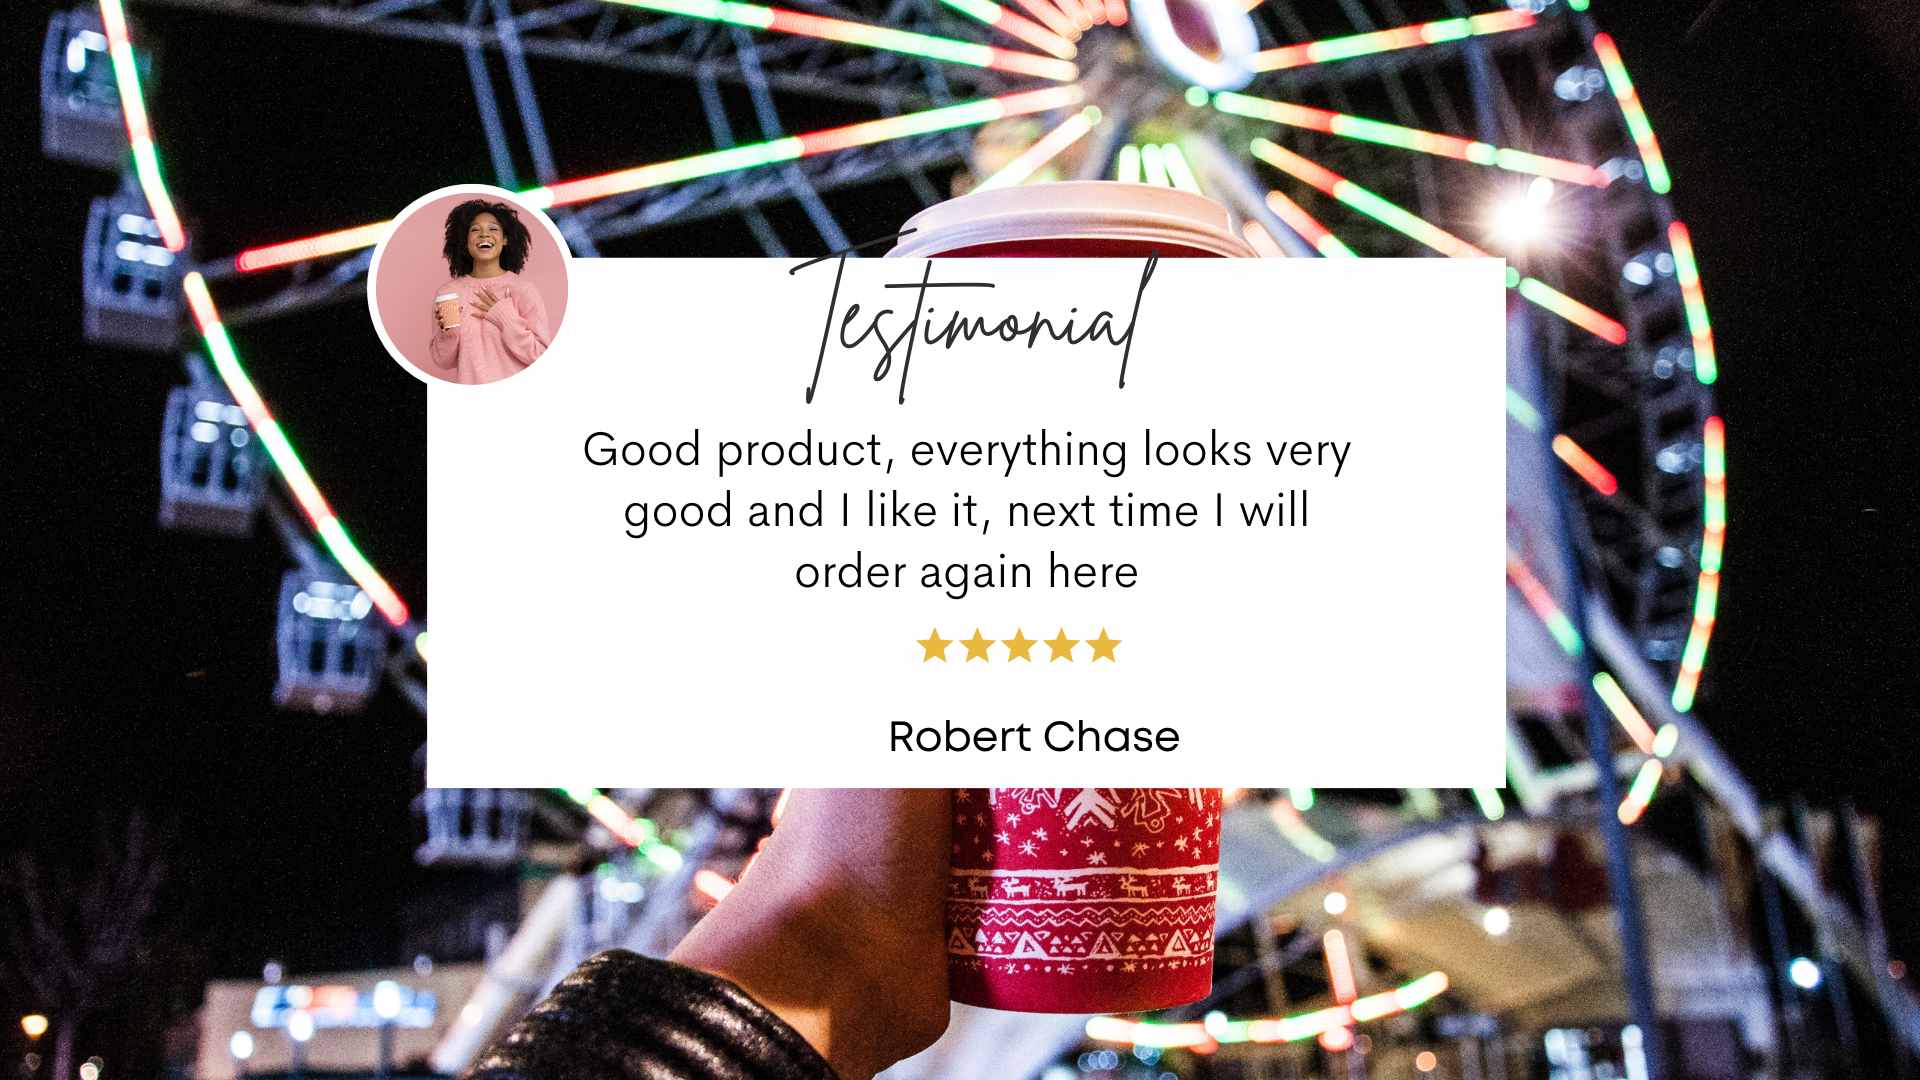 Testimonial
Good product, everything looks very
good and I like it, next time I will
order again here
Robert Chase